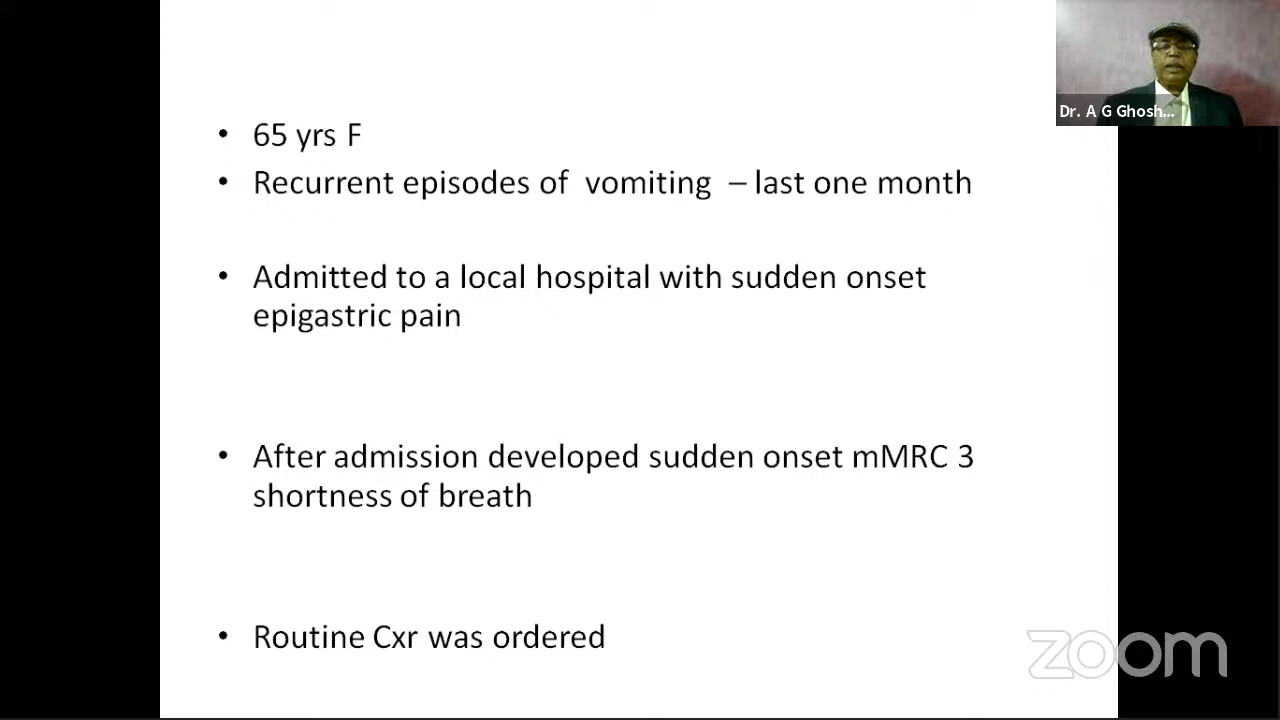 Dr. A G Ghosh...
• 65 yrs F
• Recurrent episodes of vomiting – last one month
• Admitted to a local hospital with sudden onset
epigastric pain
• After admission developed sudden onset mMRC 3
shortness of breath
• Routine Cxr was ordered
zoom